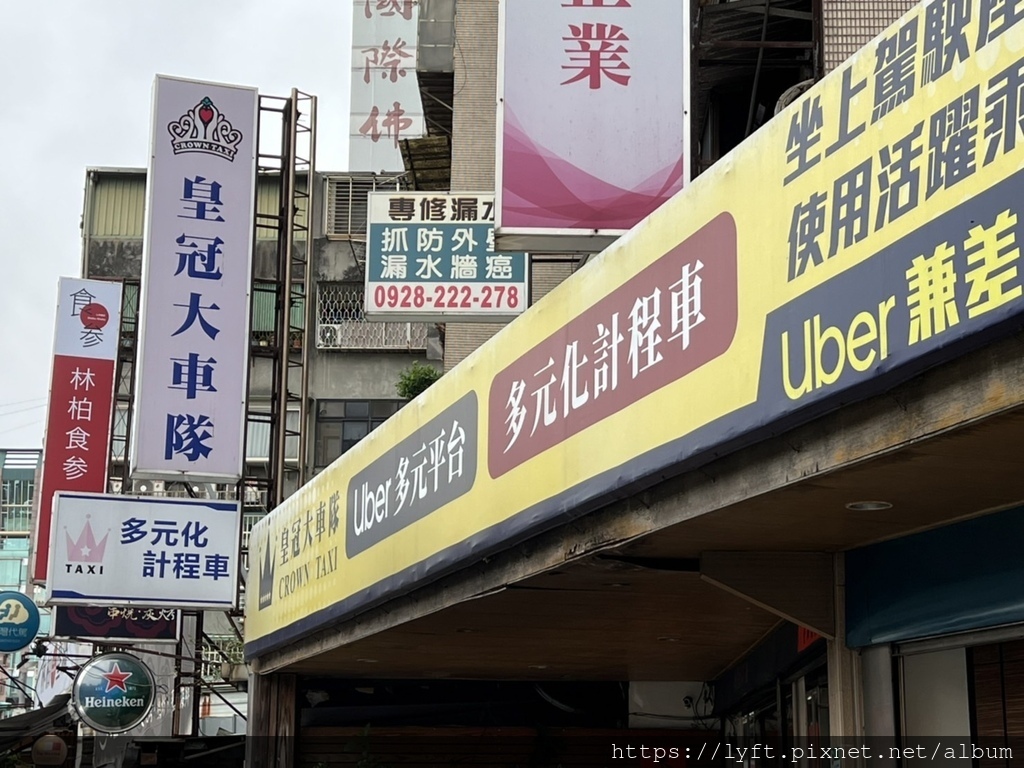 國際佛
企業
CROWN TAXI
皇冠大車隊
專修漏水
抓防外
漏水牆癌
0928-222-278
食
参
林柏食参
TAXI
多元化
計程車
Heineken
皇冠大車隊
CROWN TAXI
Uber 多元平台
多元化計程車
坐上駕駛座
使用活躍乘
Uber 兼差
https://lyft.pixnet.net/album